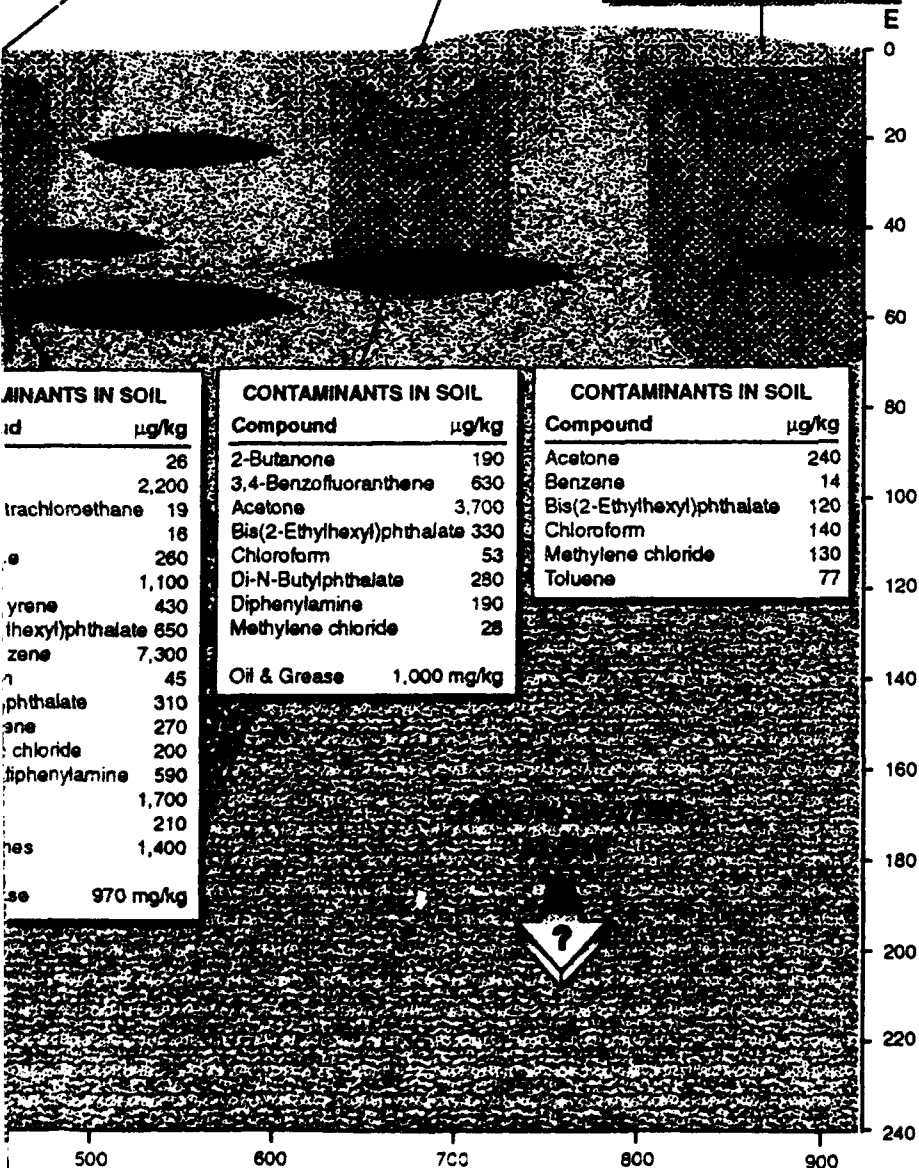 E
0
20
40
60
80
100
120
140
160
180
200
220
240
MINANTS IN SOIL
µg/kg
26
2,200
trachloroethane 19
16
260
1,100
yrene 430
lhexyl)phthalate 650
zene 7,300
45
phthalate 310
ene 270
chloride 200
diphenylamine 590
1,700
210
nes 1,400
se 970 mg/kg
CONTAMINANTS IN SOIL
Compound µg/kg
2-Butanone 190
3,4-Benzofluoranthene 630
Acetone 3,700
Bis(2-Ethylhexyl)phthalate 330
Chloroform 53
Di-N-Butylphthalate 280
Diphenylamine 190
Methylene chloride 26
Oil & Grease 1,000 mg/kg
CONTAMINANTS IN SOIL
Compound µg/kg
Acetone 240
Benzene 14
Bis(2-Ethylhexyl)phthalate 120
Chloroform 140
Methylene chloride 130
Toluene 77
?
500 600 700 800 900